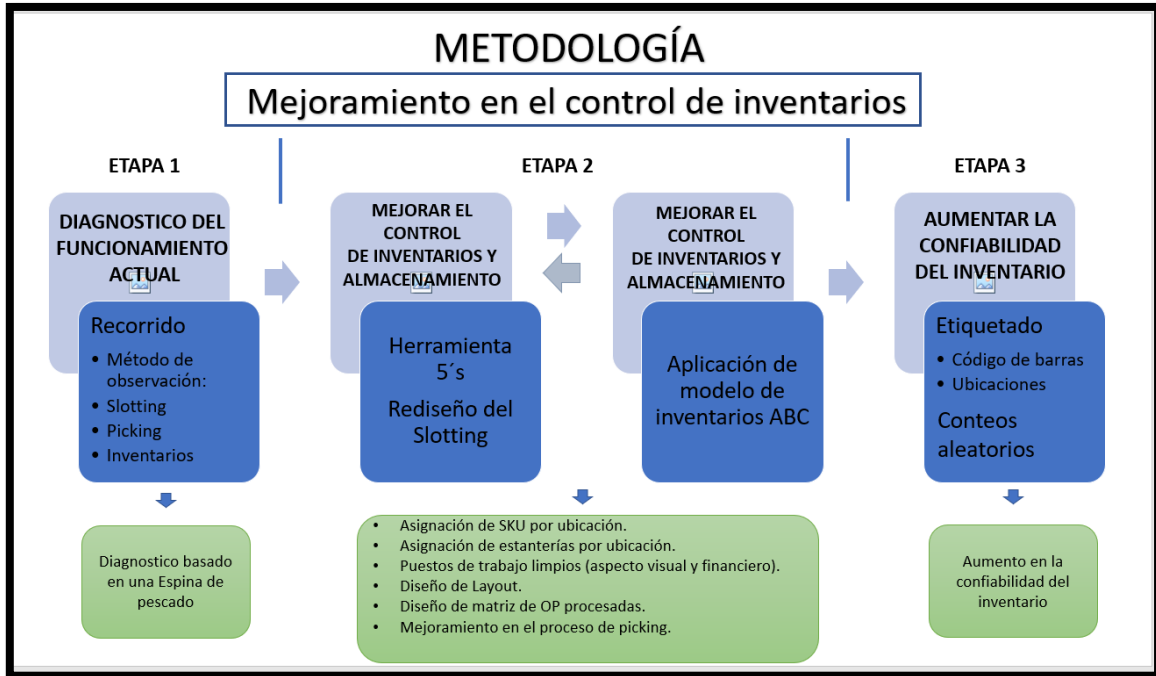 METODOLOGÍA
Mejoramiento en el control de inventarios
ETAPA 1
DIAGNOSTICO DEL
FUNCIONAMIENTO
ACTUAL
Recorrido
• Método de
observación:
• Slotting
• Picking
• Inventarios
Diagnostico basado
en una Espina de
pescado
ETAPA 2
MEJORAR EL
CONTROL
DE INVENTARIOS Y
ALMACENAMIENTO
Herramienta
5´s
Rediseño del
Slotting
MEJORAR EL
CONTROL
DE INVENTARIOS Y
ALMACENAMIENTO
Aplicación de
modelo de
inventarios ABC
• Asignación de SKU por ubicación.
• Asignación de estanterías por ubicación.
• Puestos de trabajo limpios (aspecto visual y financiero).
• Diseño de Layout.
• Diseño de matriz de OP procesadas.
• Mejoramiento en el proceso de picking.
ETAPA 3
AUMENTAR LA
CONFIABILIDAD
DEL INVENTARIO
Etiquetado
• Código de barras
• Ubicaciones
Conteos
aleatorios
Aumento en la
confiabilidad del
inventario